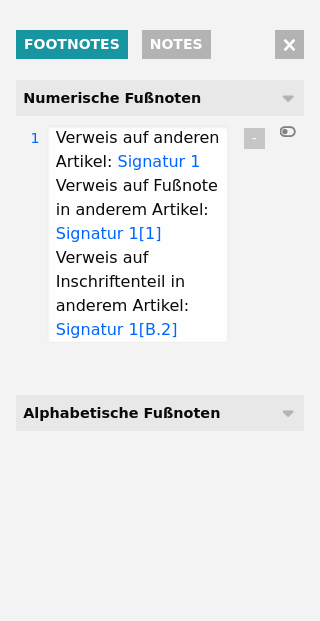 FOOTNOTES NOTES ×
Numerische Fußnoten
1 Verweis auf anderen
Artikel: Signatur 1
Verweis auf Fußnote
in anderem Artikel:
Signatur 1[1]
Verweis auf
Inschriftenteil in
anderem Artikel:
Signatur 1[B.2]
-
Alphabetische Fußnoten